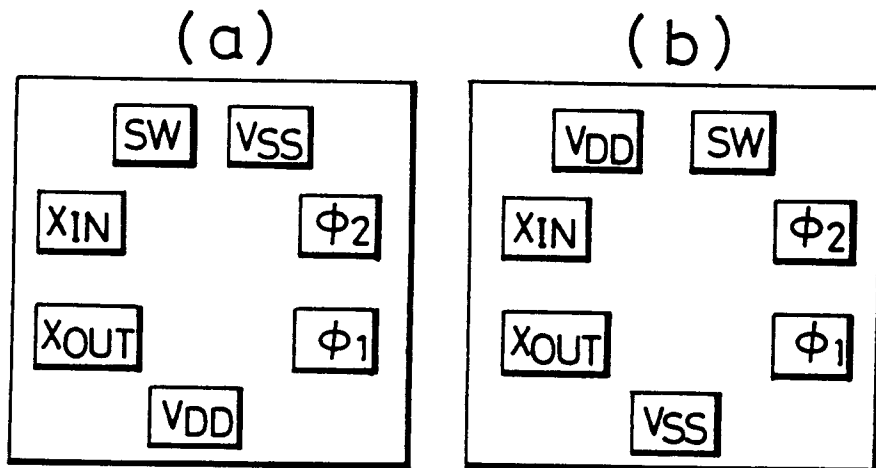 (a)
SW VSS
XIN ϕ2
XOUT ϕ1
VDD
(b)
VDD SW
XIN ϕ2
XOUT ϕ1
VSS